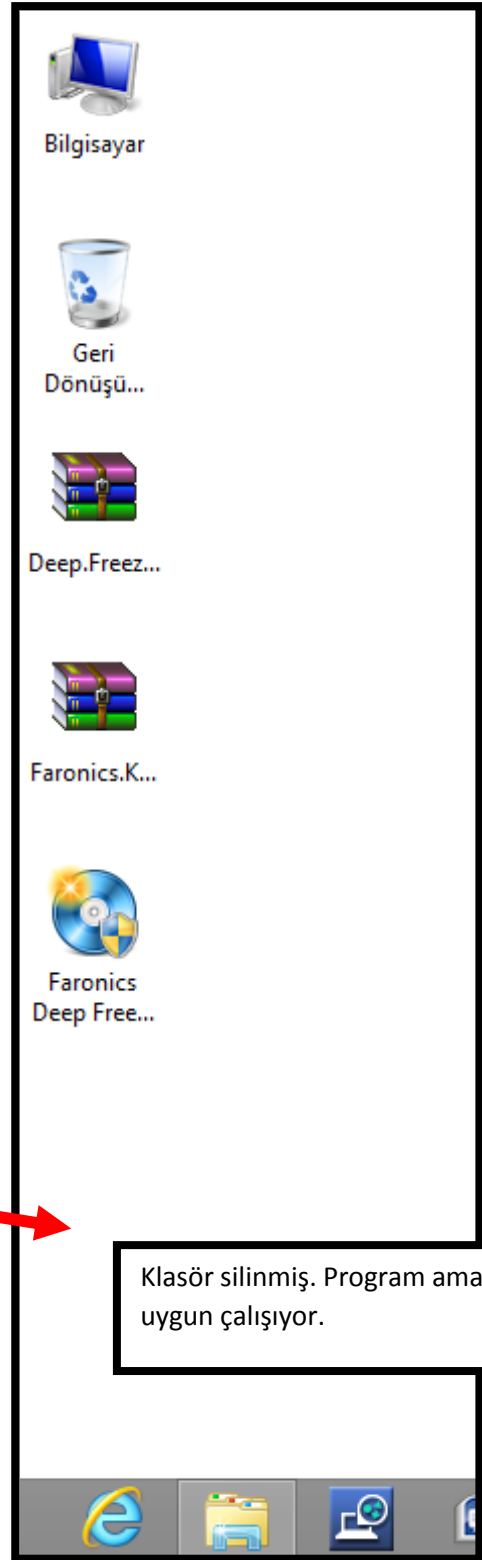 Bilgisayar
Geri
Dönüşü...
Deep.Freez...
Faronics.K...
Faronics
Deep Free...
Klasör silinmiş. Program ama
uygun çalışıyor.